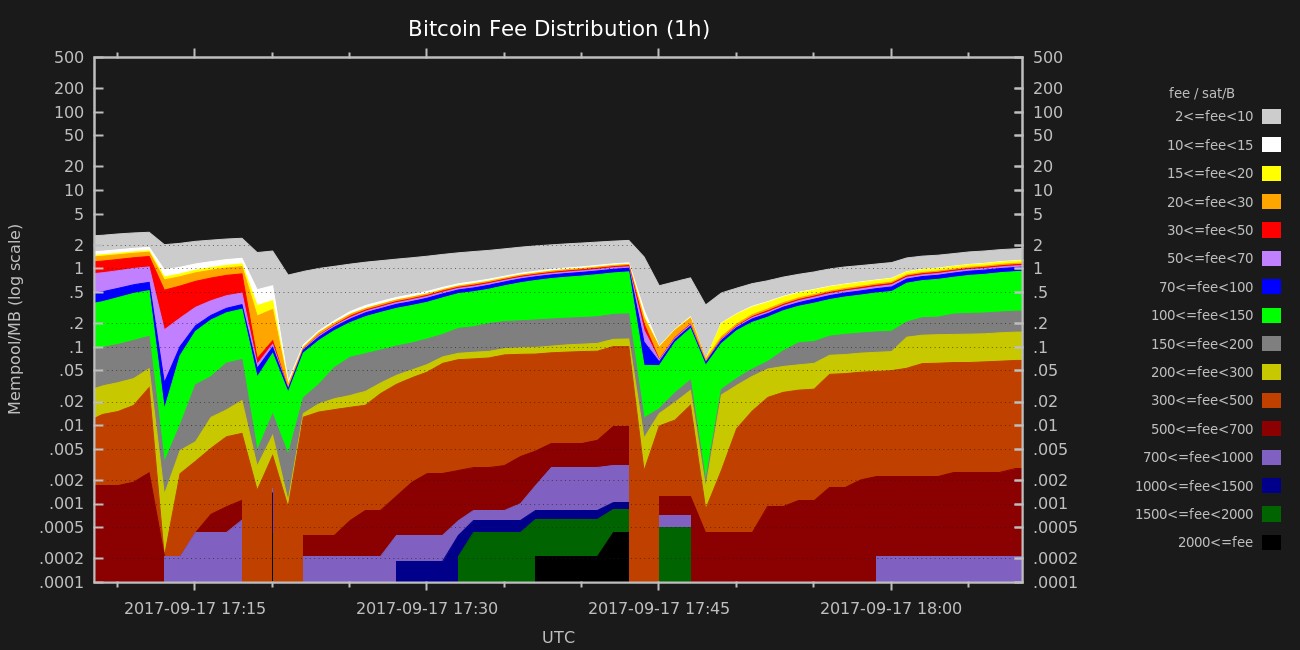 Bitcoin Fee Distribution (1h)
500 500
200 200
100 100
50 50
20 20
10 10
5 5
2 2
1 1
.5 .5
.2 .2
.1 .1
.05 .05
.02 .02
.01 .01
.005 .005
.002 .002
.001 .001
.0005 .0005
.0002 .0002
.0001 .0001
Mempool/MB (log scale)
2017-09-17 17:15 2017-09-17 17:30 2017-09-17 17:45 2017-09-17 18:00
UTC
fee / sat/B
2<=fee<10
10<=fee<15
15<=fee<20
20<=fee<30
30<=fee<50
50<=fee<70
70<=fee<100
100<=fee<150
150<=fee<200
200<=fee<300
300<=fee<500
500<=fee<700
700<=fee<1000
1000<=fee<1500
1500<=fee<2000
2000<=fee